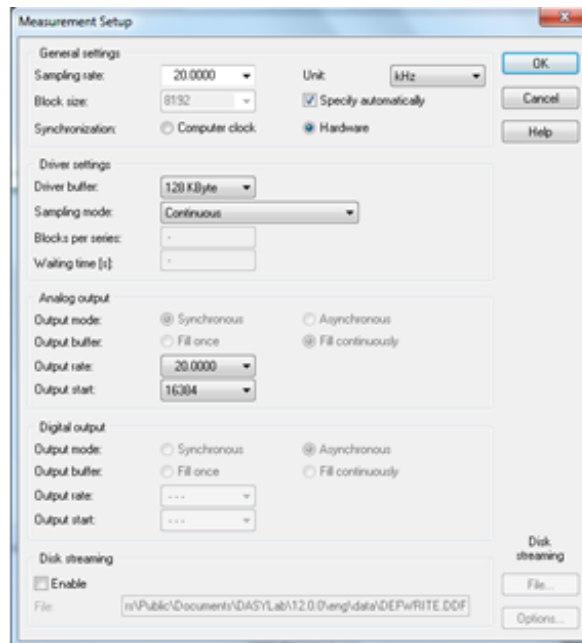 Measurement Setup
General settings
Sampling rate: 20.0000 Unit: kHz OK
Block size: 8192 Specify automatically Cancel
Synchronization: Computer clock Hardware Help
Driver settings
Driver buffer: 128 KByte
Sampling mode: Continuous
Blocks per series: -
Waiting time [s]: -
Analog output
Output mode: Synchronous Asynchronous
Output buffer: Fill once Fill continuously
Output rate: 20.0000
Output start: 16384
Digital output
Output mode: Synchronous Asynchronous
Output buffer: Fill once Fill continuously
Output rate: ---
Output start: ---
Disk streaming
Disk streaming
Enable File...
File: rs\Public\Documents\DASYLab\12.0.0\eng\data\DEFWRITE.DDF
Options...